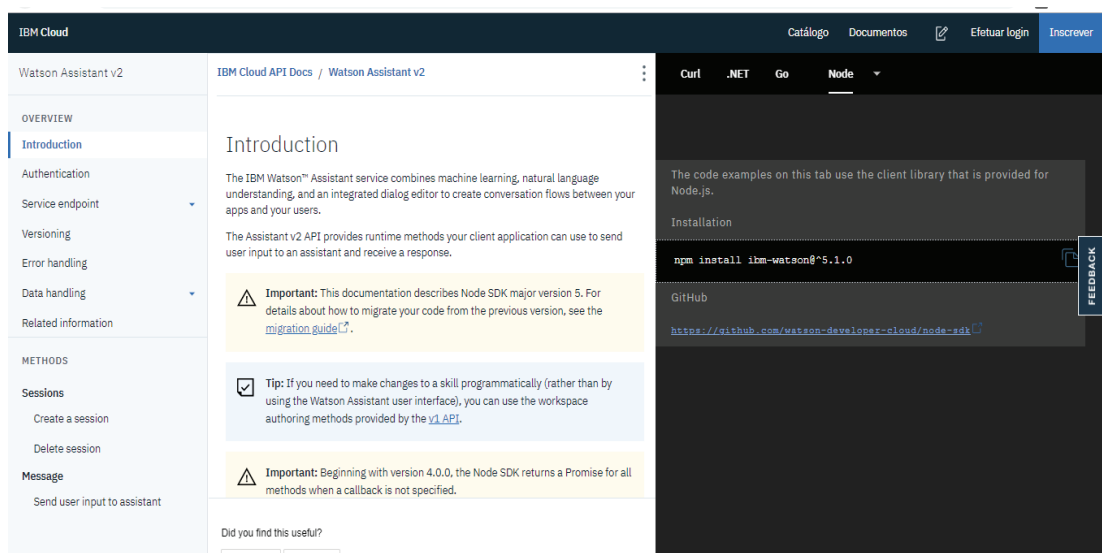 IBM Cloud
Catálogo
Documentos
Efetuar login
Inscrever
Watson Assistant v2
OVERVIEW
Introduction
Authentication
Service endpoint
Versioning
Error handling
Data handling
Related information
METHODS
Sessions
Create a session
Delete session
Message
Send user input to assistant
IBM Cloud API Docs / Watson Assistant v2
Introduction
The IBM Watson™ Assistant service combines machine learning, natural language
understanding, and an integrated dialog editor to create conversation flows between your
apps and your users.
The Assistant v2 API provides runtime methods your client application can use to send
user input to an assistant and receive a response.
Important: This documentation describes Node SDK major version 5. For
details about how to migrate your code from the previous version, see the
migration guide.
Tip: If you need to make changes to a skill programmatically (rather than by
using the Watson Assistant user interface), you can use the workspace
authoring methods provided by the v1 API.
Important: Beginning with version 4.0.0, the Node SDK returns a Promise for all
methods when a callback is not specified.
Did you find this useful?
Curl
.NET
Go
Node
The code examples on this tab use the client library that is provided for
Node.js.
Installation
npm install ibm-watson@^5.1.0
GitHub
https://github.com/watson-developer-cloud/node-sdk
FEEDBACK